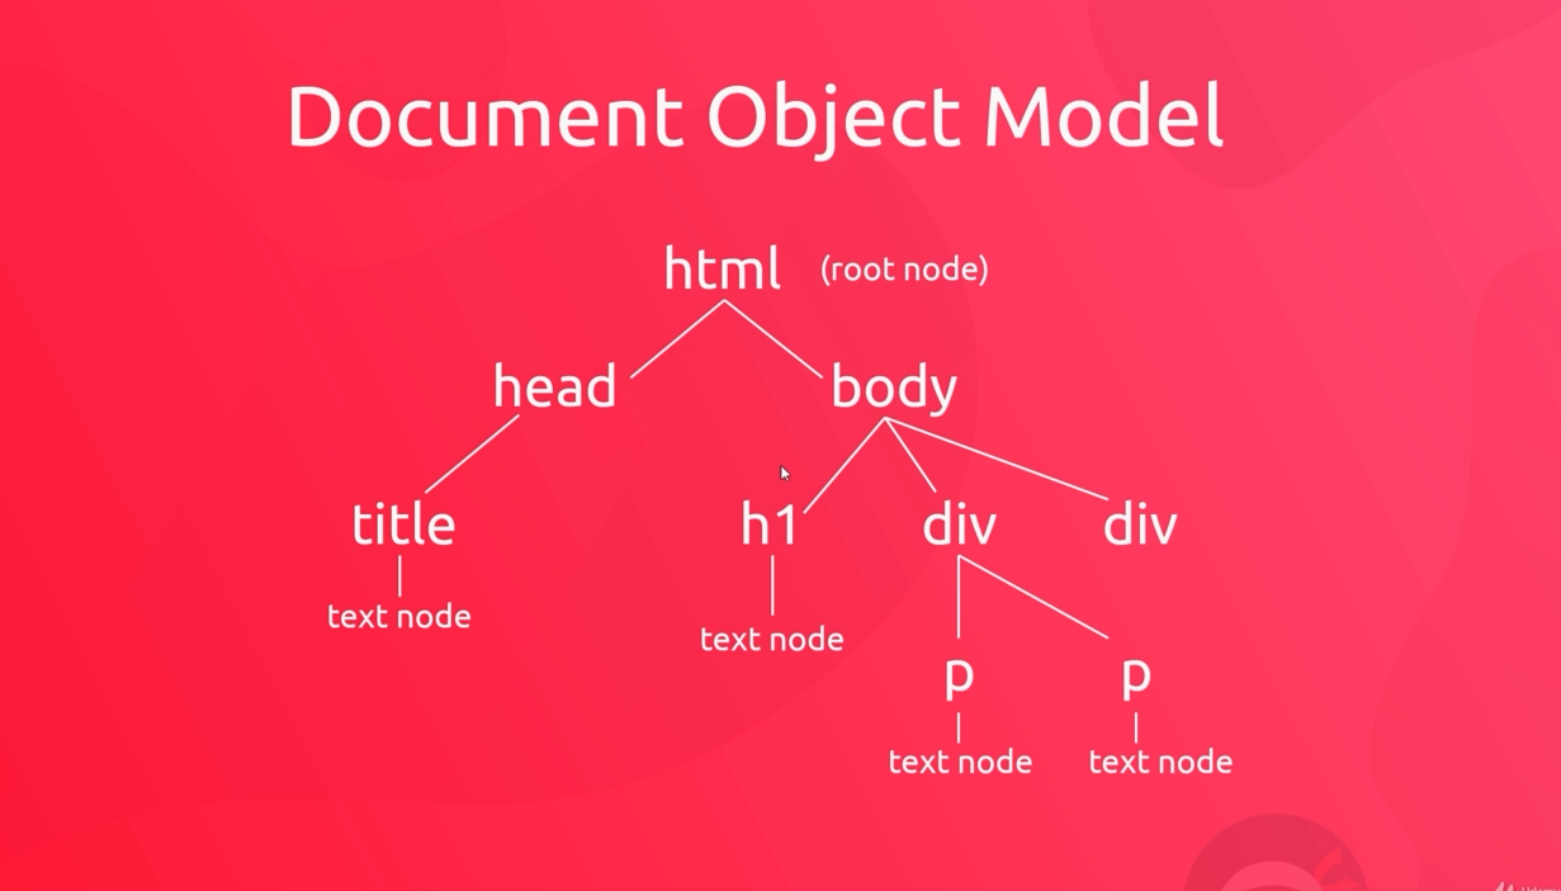 Document Object Model
html (root node)
head body
title h1 div div
text node
text node
p p
text node text node